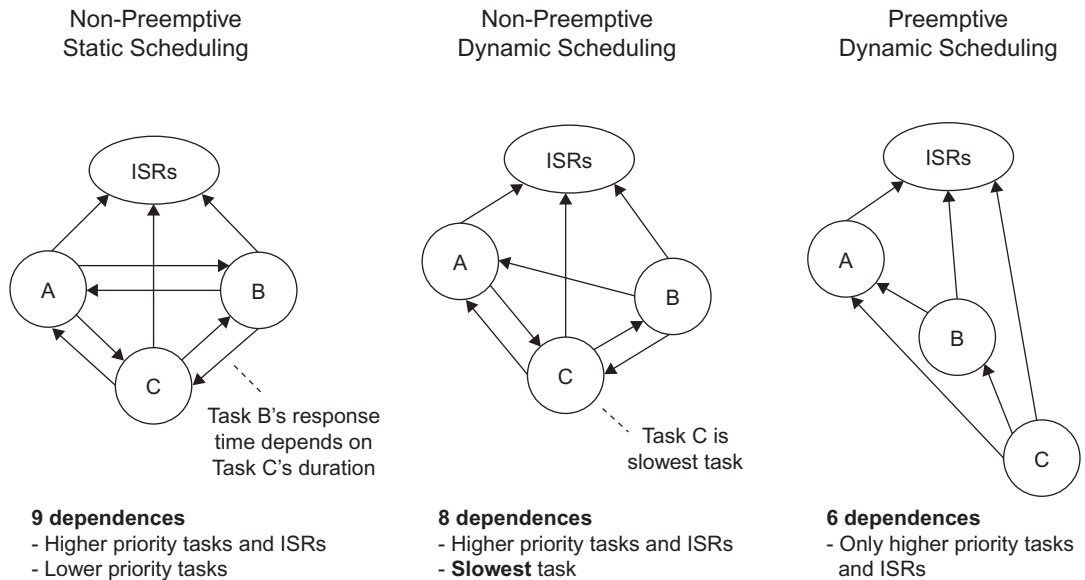 Non-Preemptive
Static Scheduling
ISRs
A
B
C
Task B's response
time depends on
Task C's duration
9 dependences
- Higher priority tasks and ISRs
- Lower priority tasks
Non-Preemptive
Dynamic Scheduling
ISRs
A
B
C
Task C is
slowest task
8 dependences
- Higher priority tasks and ISRs
- Slowest task
Preemptive
Dynamic Scheduling
ISRs
A
B
C
6 dependences
- Only higher priority tasks
and ISRs